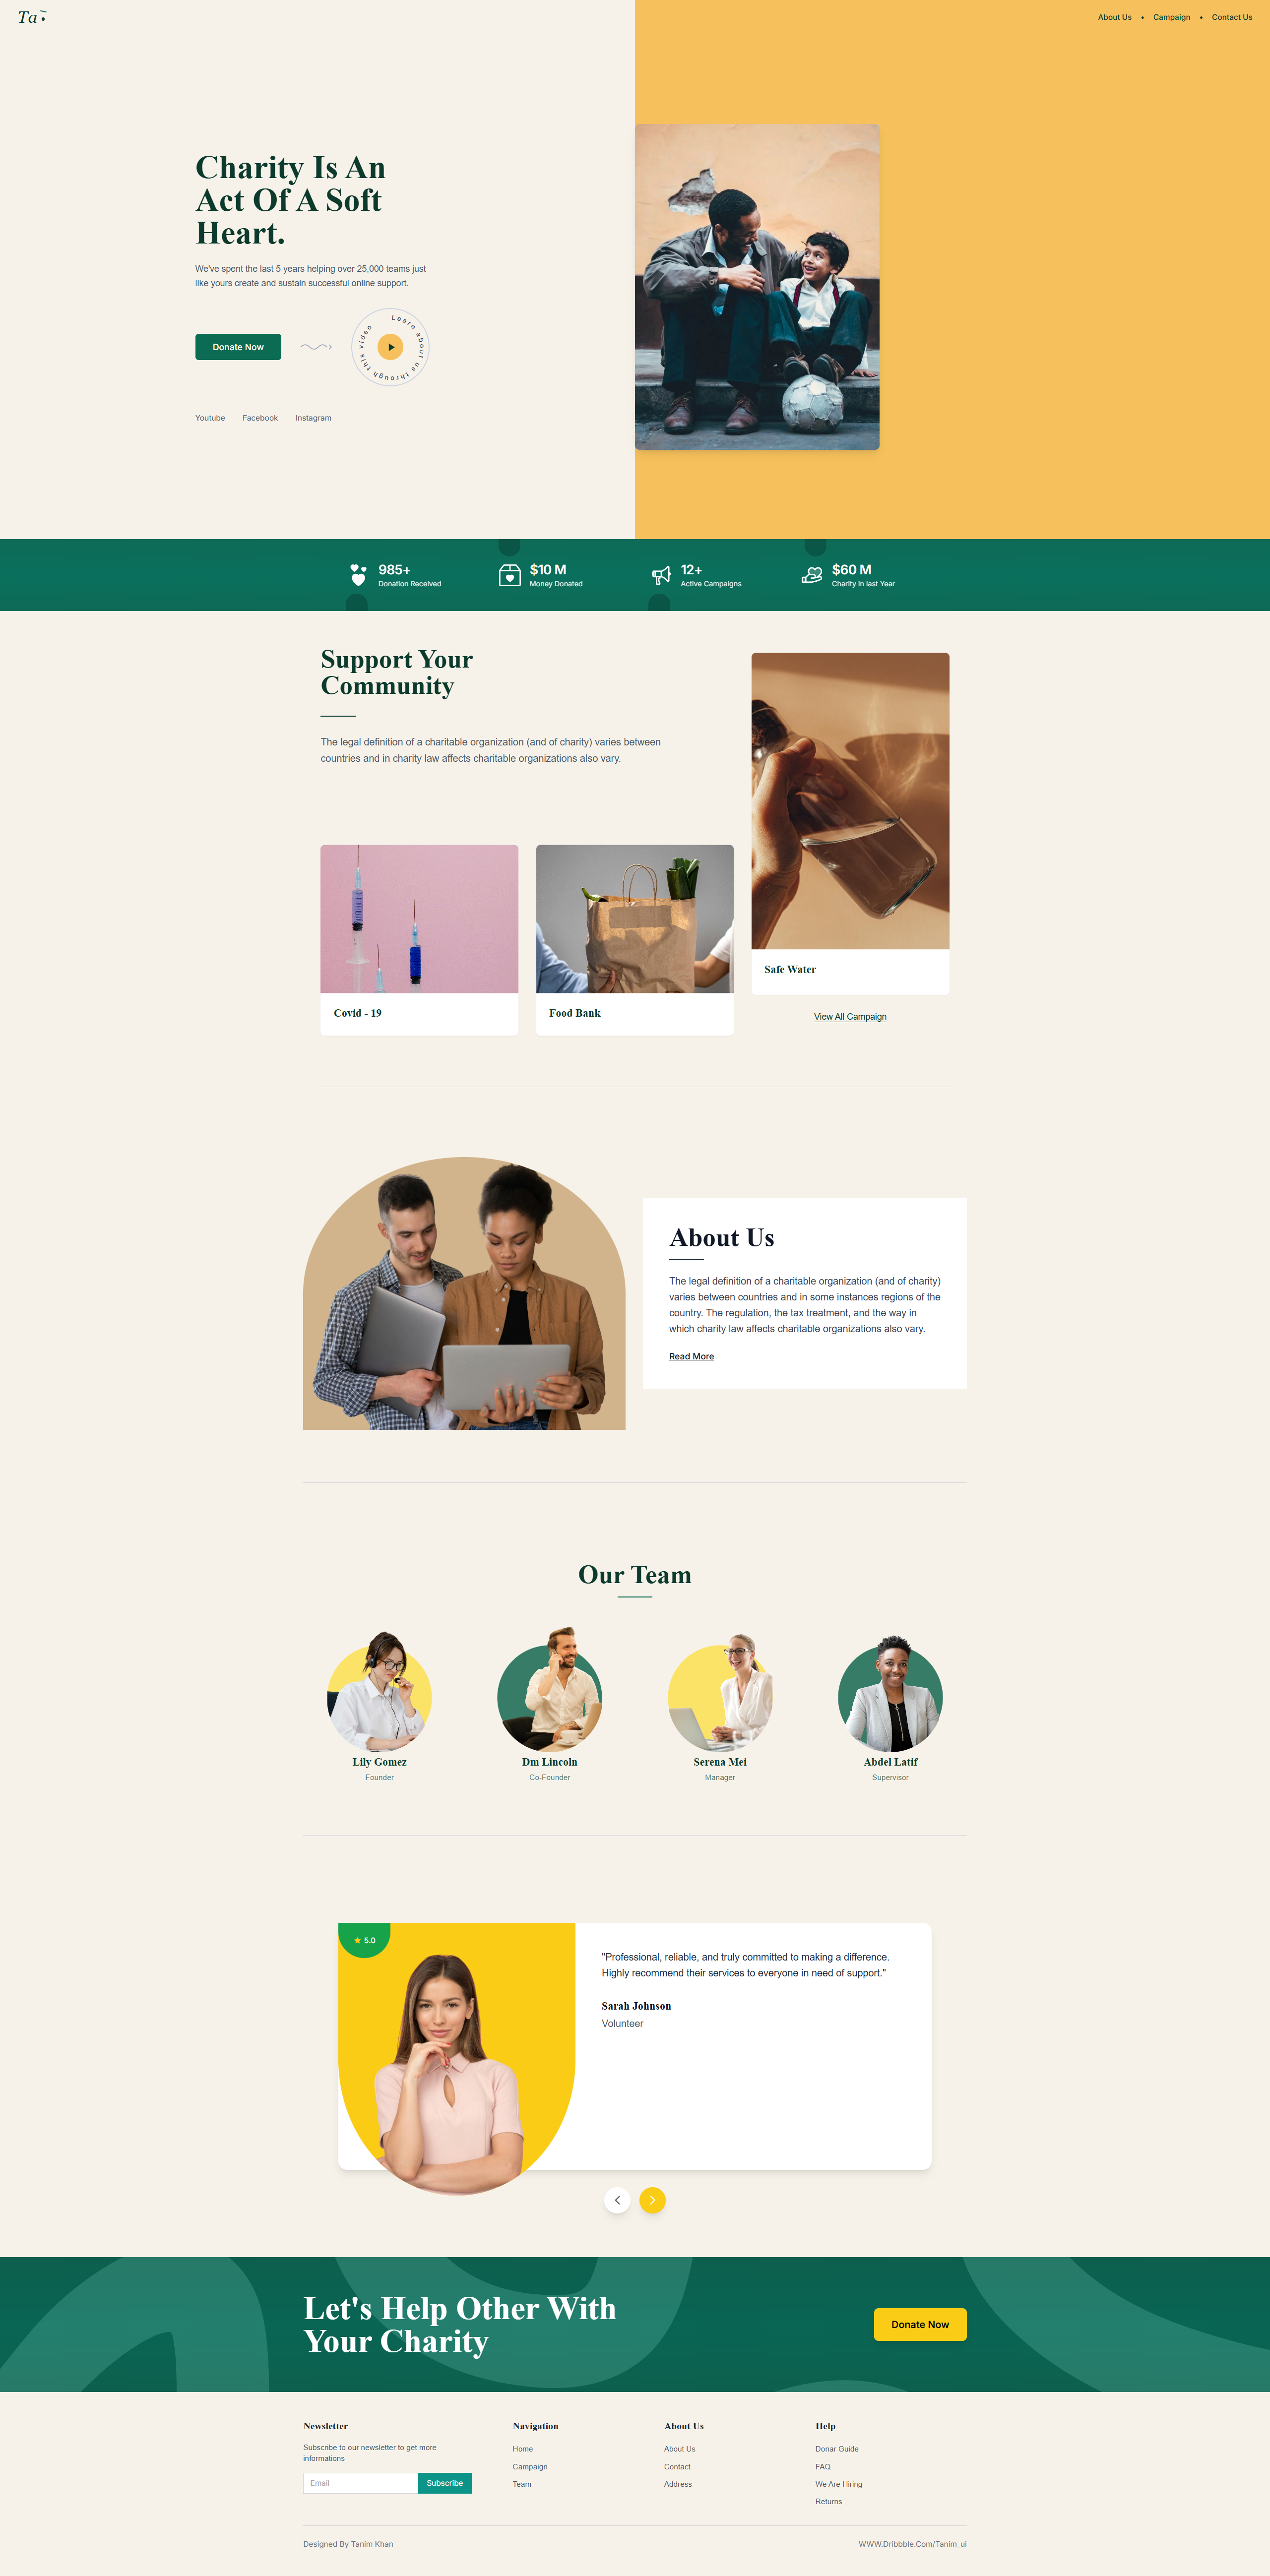 Ta
About Us • Campaign • Contact Us
Charity Is An
Act Of A Soft
Heart.
We've spent the last 5 years helping over 25,000 teams just
like yours create and sustain successful online support.
Donate Now
Learn about us through this video
Youtube Facebook Instagram
985+
Donation Received
$10 M
Money Donated
12+
Active Campaigns
$60 M
Charity in last Year
Support Your
Community
The legal definition of a charitable organization (and of charity) varies between
countries and in charity law affects charitable organizations also vary.
Covid - 19
Food Bank
Safe Water
View All Campaign
About Us
The legal definition of a charitable organization (and of charity)
varies between countries and in some instances regions of the
country. The regulation, the tax treatment, and the way in
which charity law affects charitable organizations also vary.
Read More
Our Team
Lily Gomez
Founder
Dm Lincoln
Co-Founder
Serena Mei
Manager
Abdel Latif
Supervisor
5.0
"Professional, reliable, and truly committed to making a difference.
Highly recommend their services to everyone in need of support."
Sarah Johnson
Volunteer
Let's Help Other With
Your Charity
Donate Now
Newsletter
Subscribe to our newsletter to get more
informations
Email
Subscribe
Navigation
Home
Campaign
Team
About Us
About Us
Contact
Address
Help
Donar Guide
FAQ
We Are Hiring
Returns
Designed By Tanim Khan
WWW.Dribbble.Com/Tanim_ui